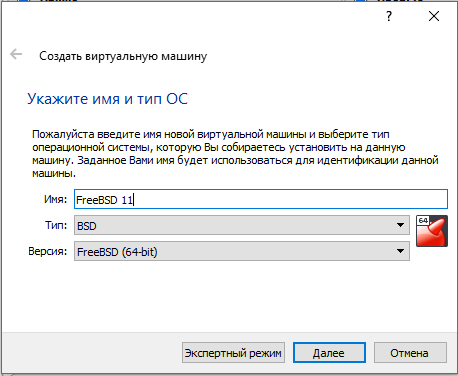 ?
Создать виртуальную машину
Укажите имя и тип ОС
Пожалуйста введите имя новой виртуальной машины и выберите тип
операционной системы, которую Вы собираетесь установить на данную
машину. Заданное Вами имя будет использоваться для идентификации данной
машины.
Имя: FreeBSD 11
Тип: BSD
64
Версия: FreeBSD (64-bit)
Экспертный режим Далее Отмена